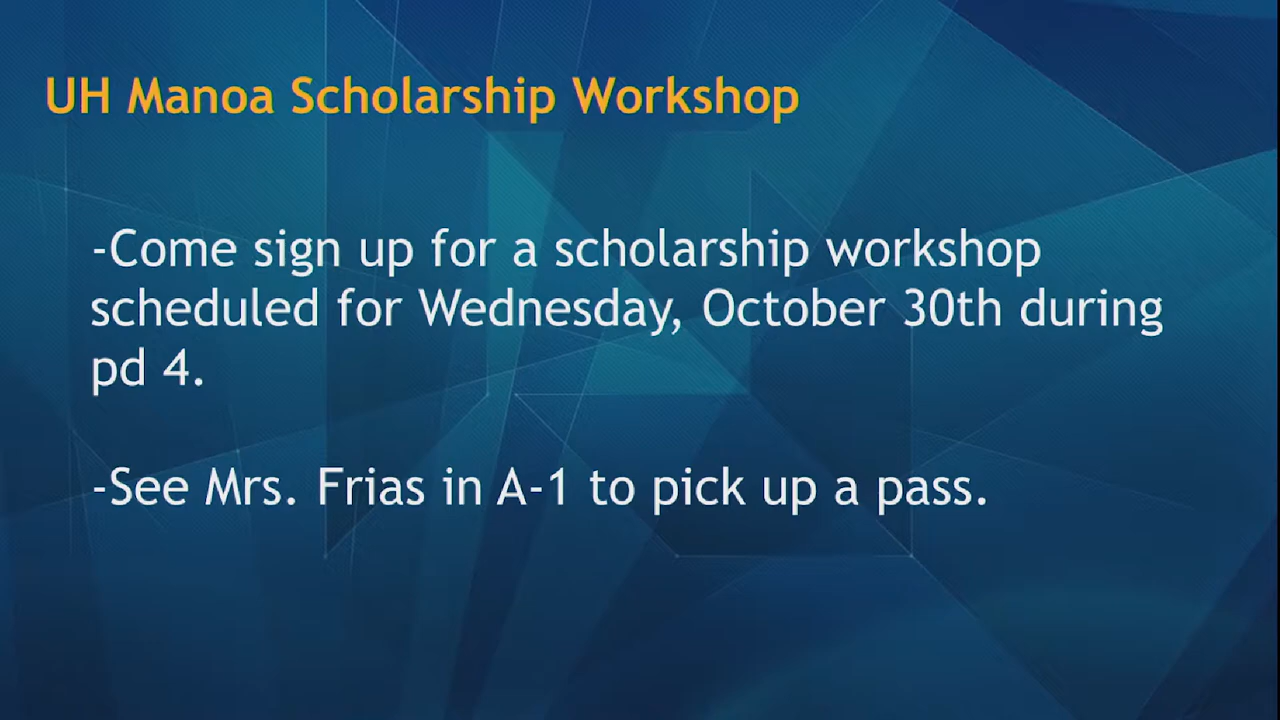 UH Manoa Scholarship Workshop
-Come sign up for a scholarship workshop
scheduled for Wednesday, October 30th during
pd 4.
-See Mrs. Frias in A-1 to pick up a pass.